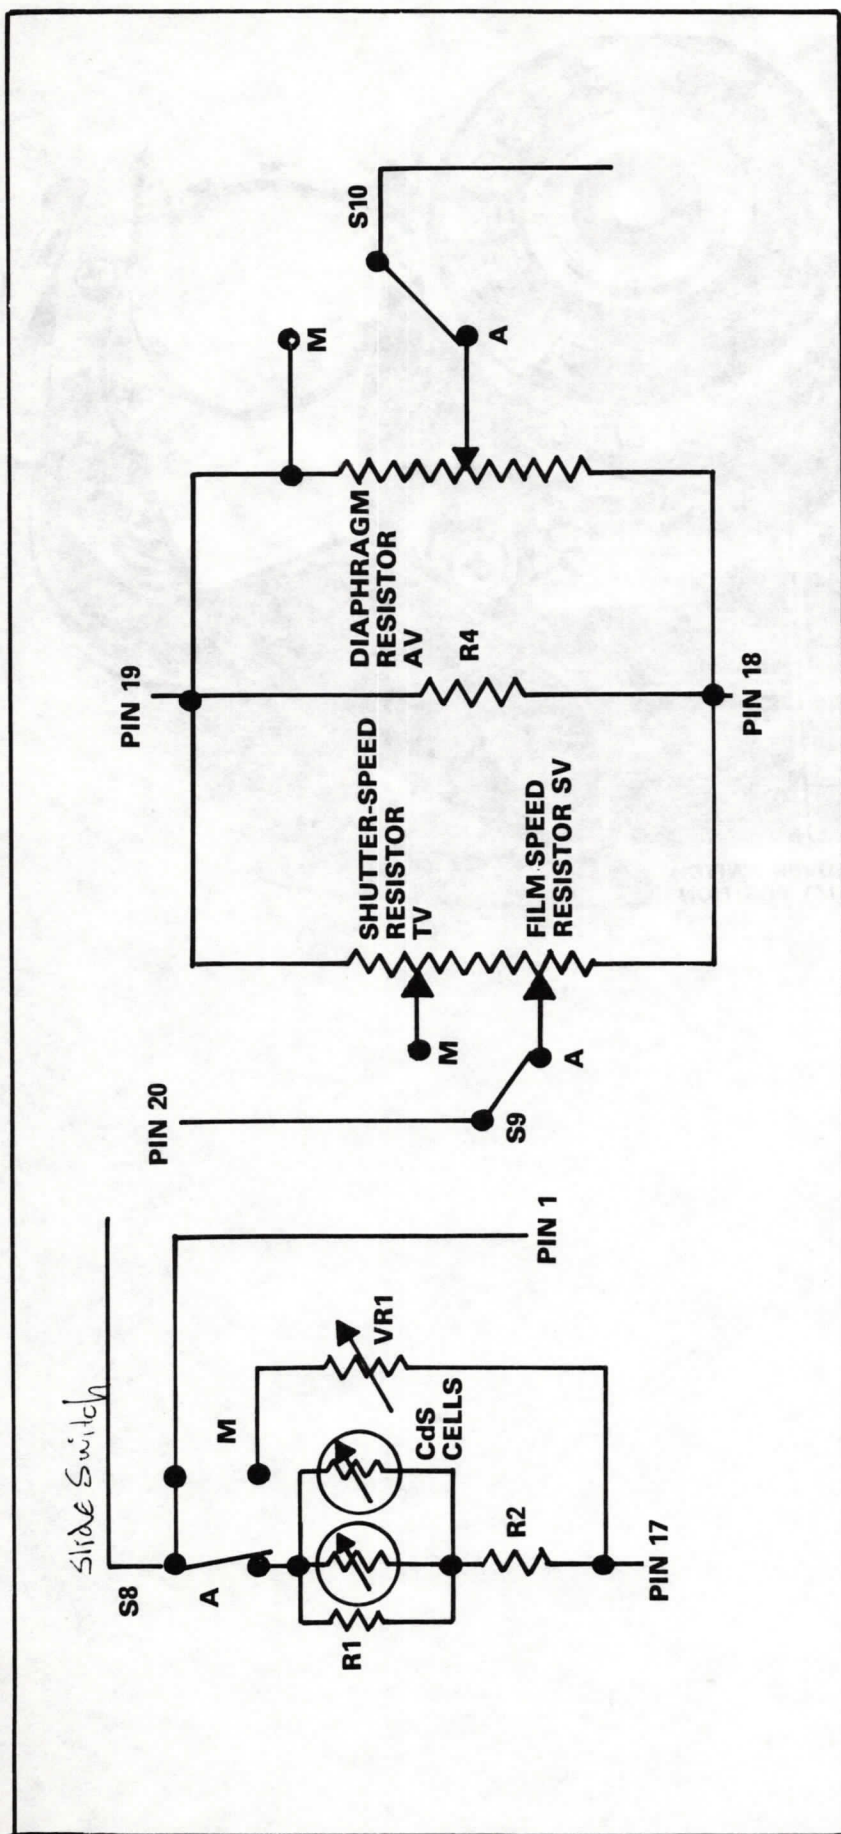 Slide Switch
S8
A
M
R1
CdS
CELLS
VR1
R2
PIN 17
PIN 1
PIN 20
S9
M
A
SHUTTER-SPEED
RESISTOR
TV
FILM SPEED
RESISTOR SV
PIN 19
R4
PIN 18
DIAPHRAGM
RESISTOR
AV
M
A
S10